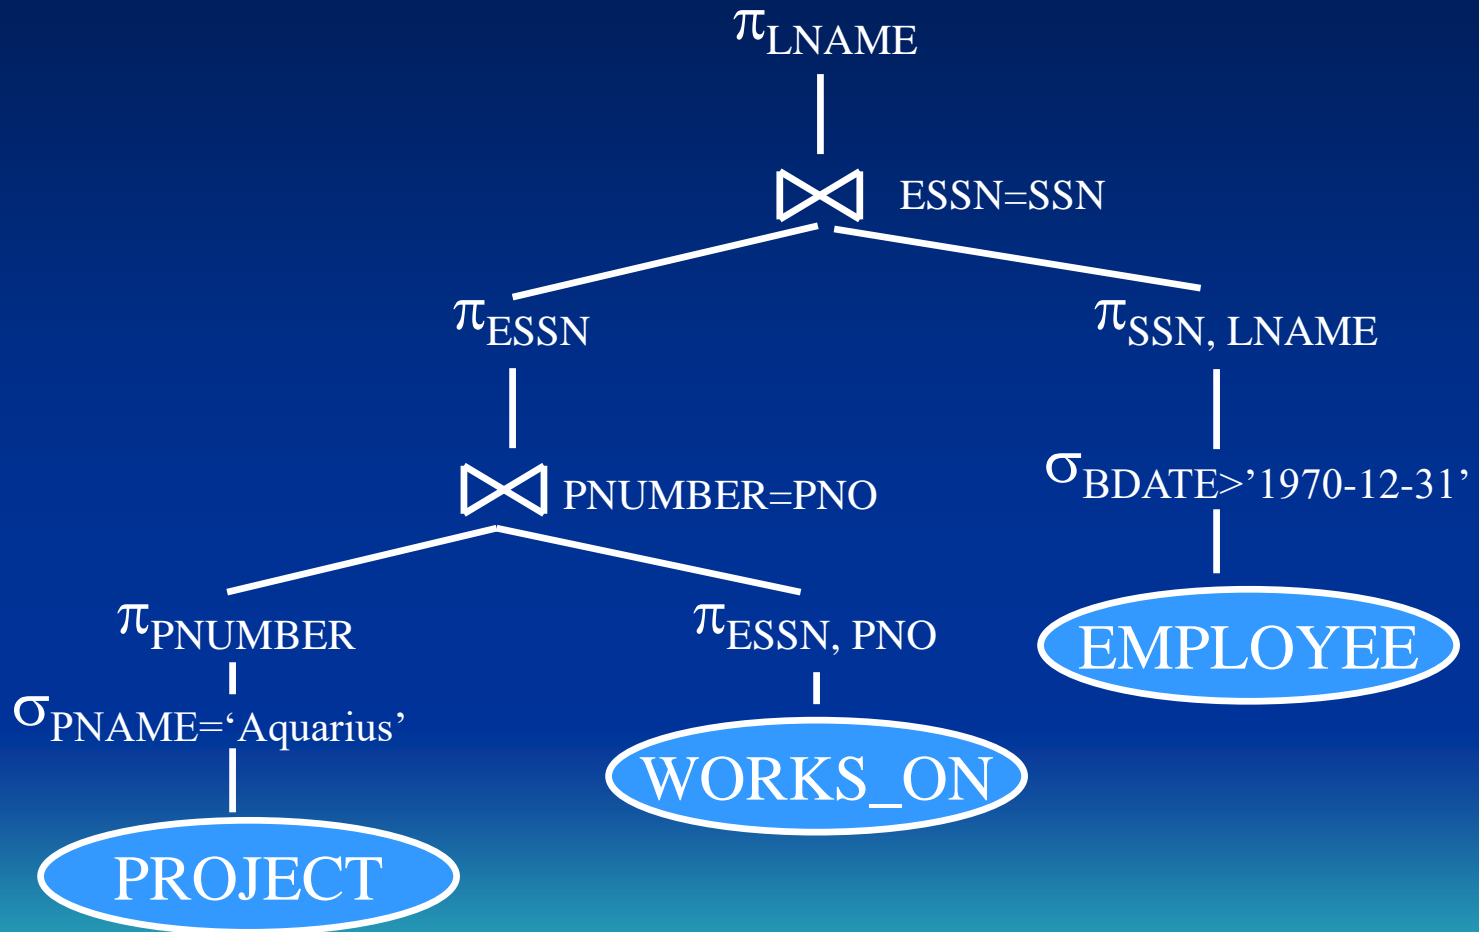 πLNAME
ESSN=SSN
πESSN
πSSN, LNAME
σBDATE>’1970-12-31’
PNUMBER=PNO
πPNUMBER
πESSN, PNO
EMPLOYEE
σPNAME=‘Aquarius’
WORKS_ON
PROJECT